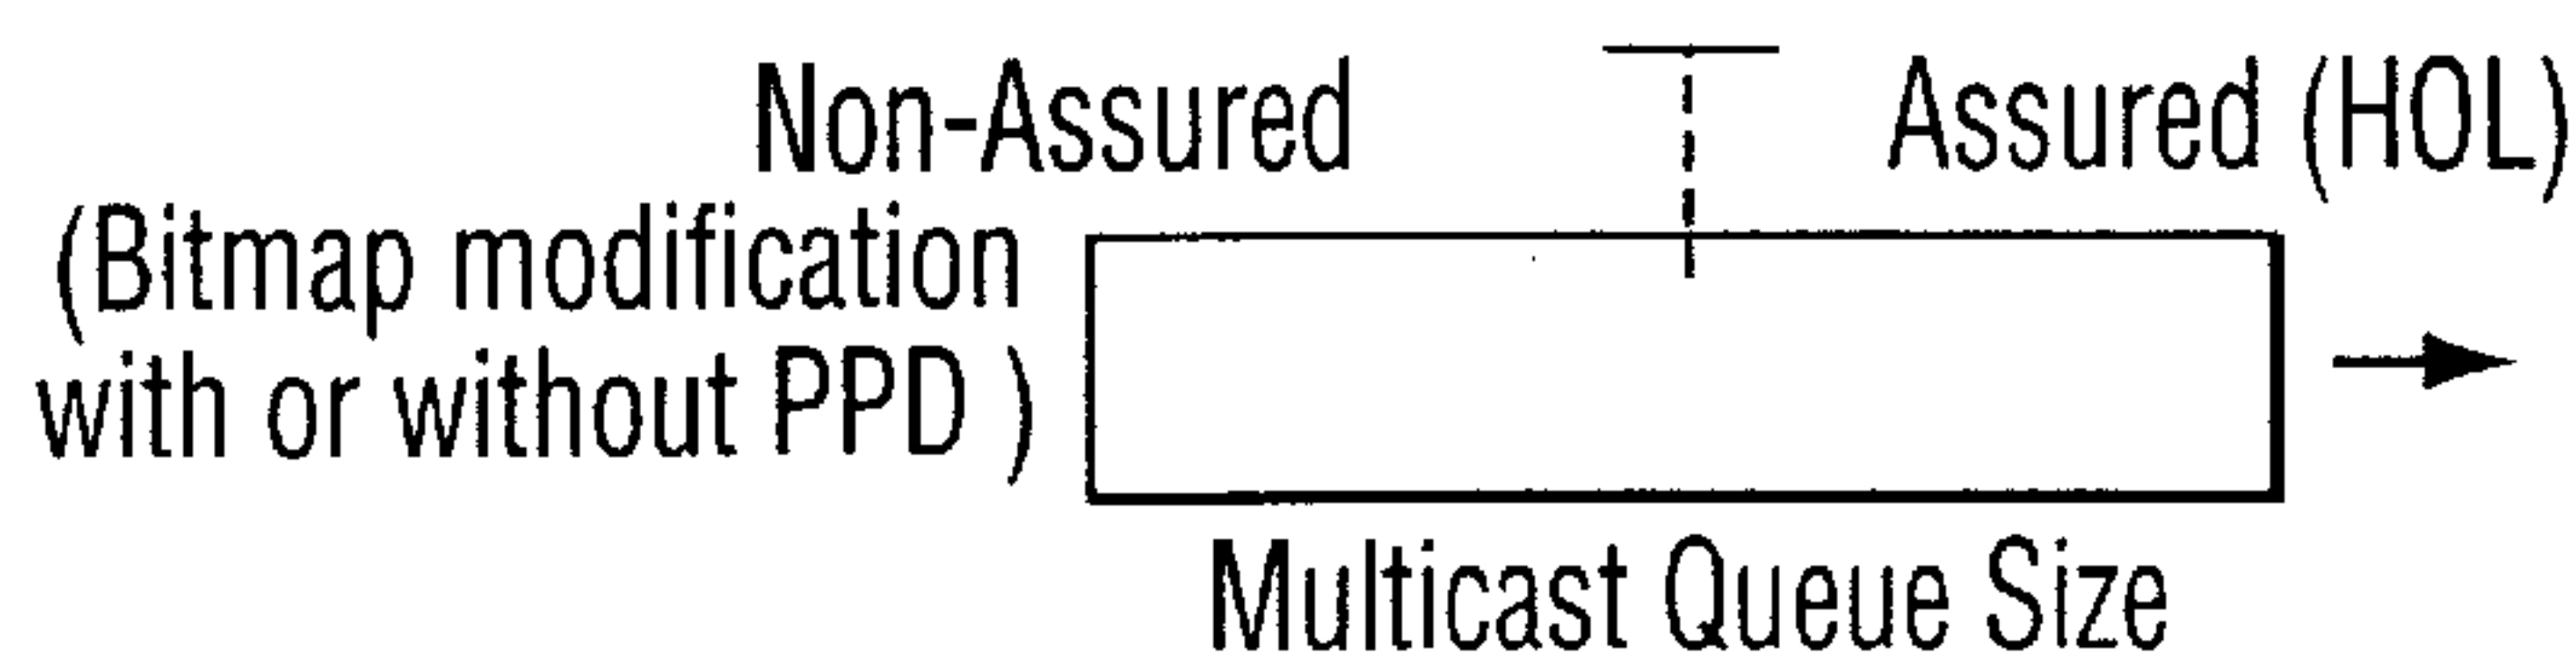 Non-Assured
Assured (HOL)
(Bitmap modification
with or without PPD )
Multicast Queue Size